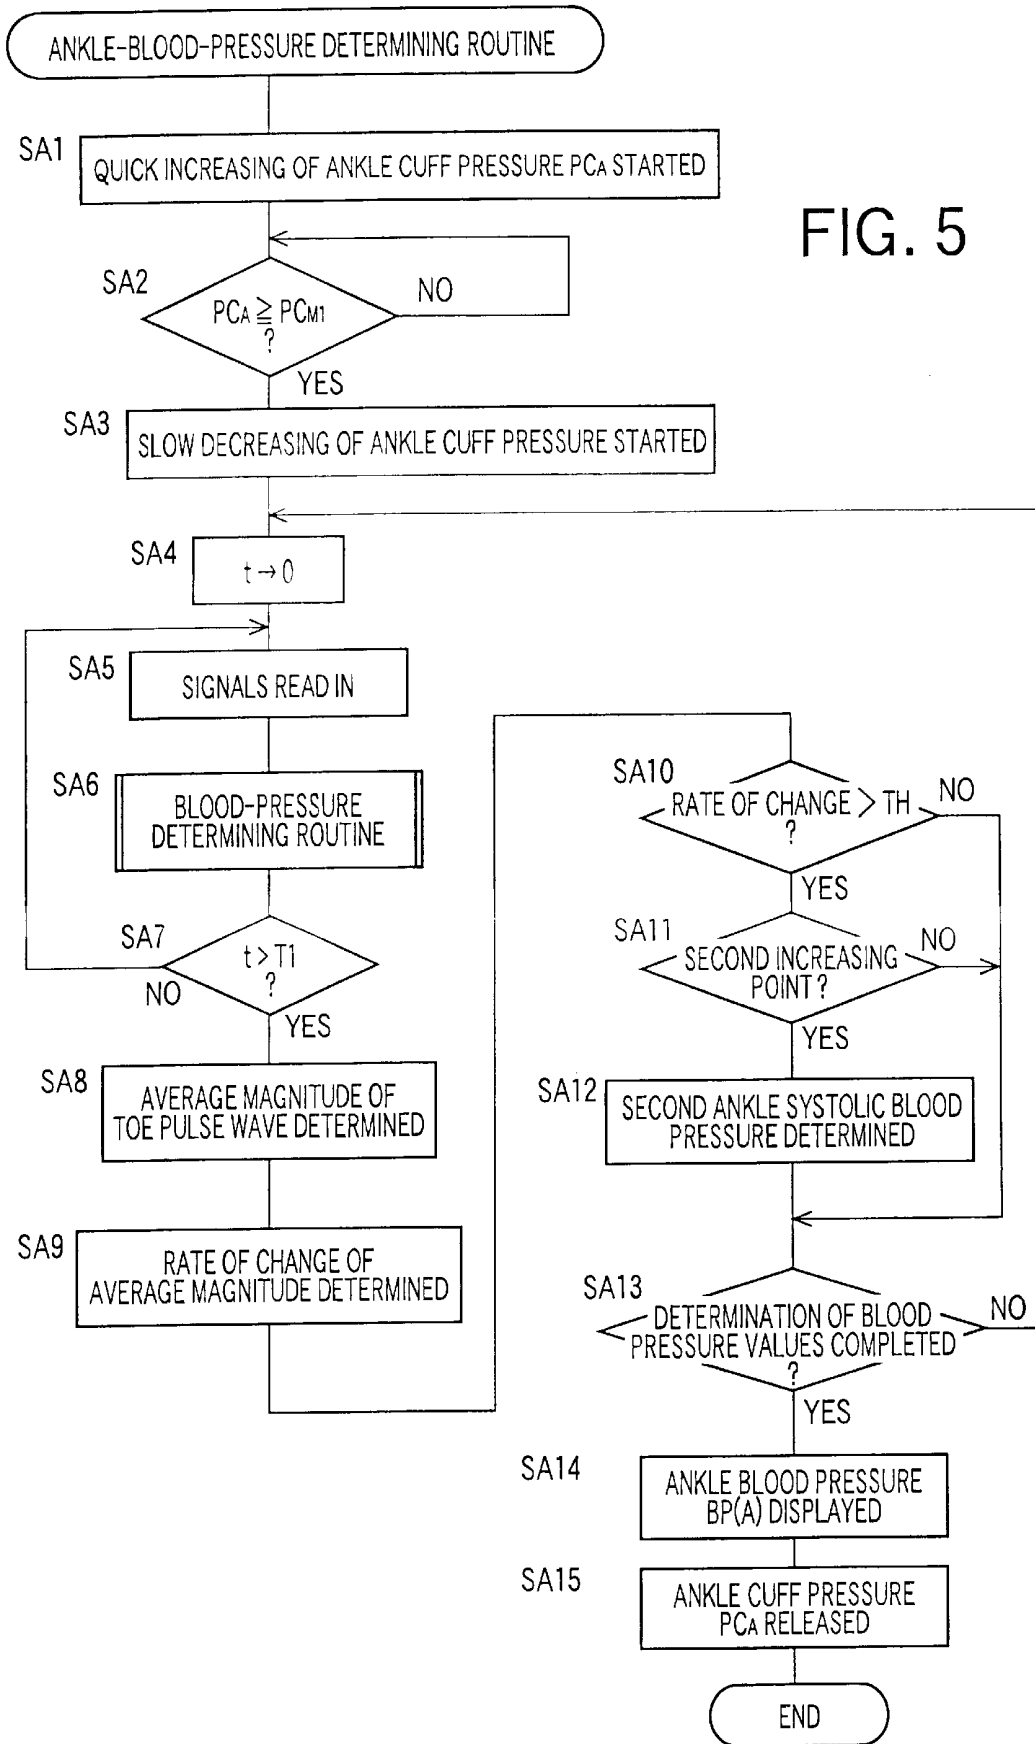 ANKLE-BLOOD-PRESSURE DETERMINING ROUTINE
SA1
QUICK INCREASING OF ANKLE CUFF PRESSURE PCA STARTED
FIG. 5
SA2
PCA ≧ PCM1
?
NO
YES
SA3
SLOW DECREASING OF ANKLE CUFF PRESSURE STARTED
SA4
t→0
SA5
SIGNALS READ IN
SA6
BLOOD-PRESSURE
DETERMINING ROUTINE
SA7
t>T1
?
NO
YES
SA8
AVERAGE MAGNITUDE OF
TOE PULSE WAVE DETERMINED
SA9
RATE OF CHANGE OF
AVERAGE MAGNITUDE DETERMINED
SA10
RATE OF CHANGE > TH
?
NO
YES
SA11
SECOND INCREASING
POINT?
NO
YES
SA12
SECOND ANKLE SYSTOLIC BLOOD
PRESSURE DETERMINED
SA13
DETERMINATION OF BLOOD
PRESSURE VALUES COMPLETED
?
NO
YES
SA14
ANKLE BLOOD PRESSURE
BP(A) DISPLAYED
SA15
ANKLE CUFF PRESSURE
PCA RELEASED
END